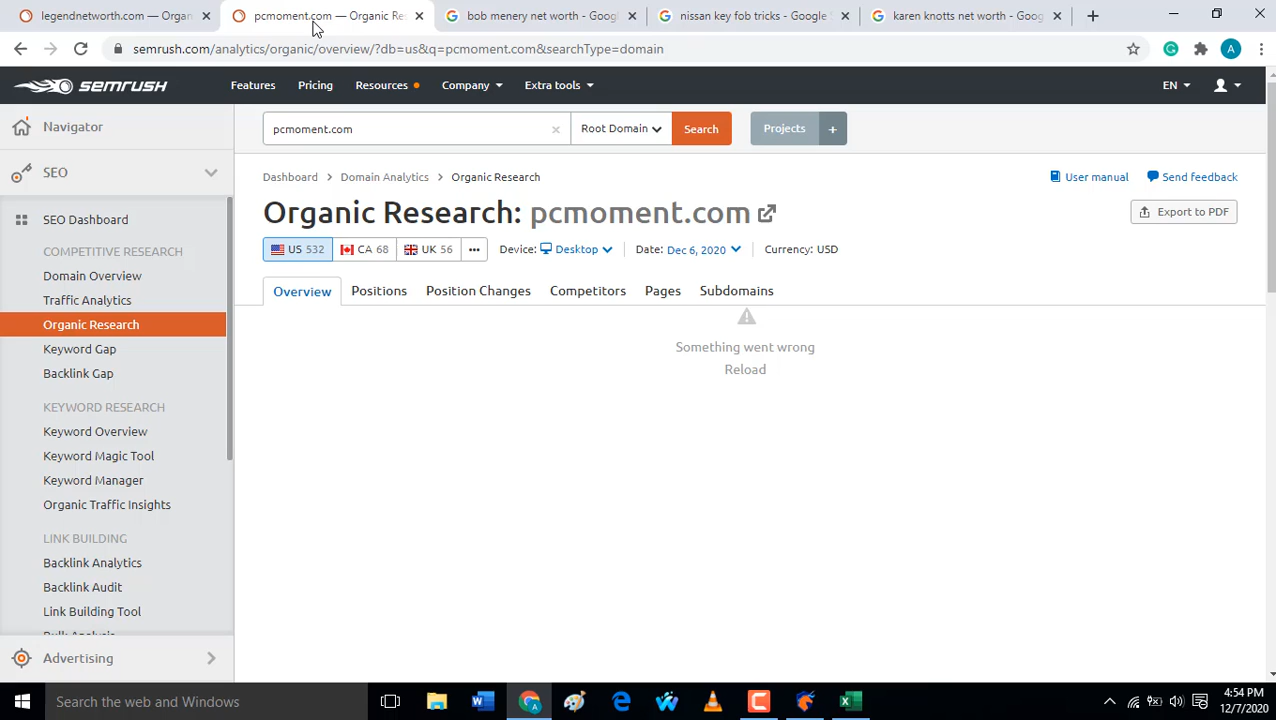 legendnetworth.com — Orga
pcmoment.com — Organic Re
bob menery net worth - Goog
nissan key fob tricks - Google
karen knotts net worth - Goog
semrush.com/analytics/organic/overview/?db=us&q=pcmoment.com&searchType=domain
A
SEMRUSH
Features
Pricing
Resources
Company
Extra tools
EN
Navigator
pcmoment.com
Root Domain
Search
Projects
+
SEO
Dashboard
Domain Analytics
Organic Research
User manual
Send feedback
SEO Dashboard
Organic Research: pcmoment.com
Export to PDF
COMPETITIVE RESEARCH
US 532
CA 68
UK 56
Device: Desktop
Date: Dec 6, 2020
Currency: USD
Domain Overview
Traffic Analytics
Overview
Positions
Position Changes
Competitors
Pages
Subdomains
Organic Research
Something went wrong
Keyword Gap
Reload
Backlink Gap
KEYWORD RESEARCH
Keyword Overview
Keyword Magic Tool
Keyword Manager
Organic Traffic Insights
LINK BUILDING
Backlink Analytics
Backlink Audit
Link Building Tool
Bulk Analysis
Advertising
Search the web and Windows
4:54 PM
12/7/2020